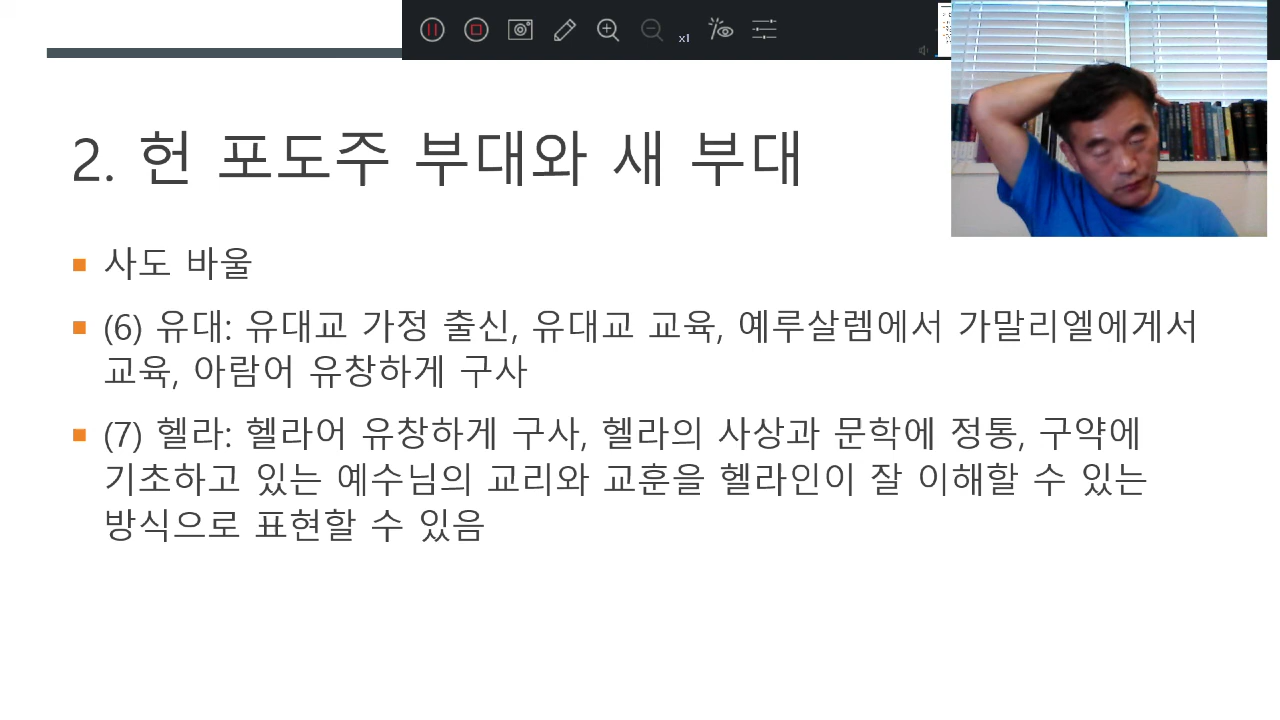 x1
2. 헌 포도주 부대와 새 부대
사도 바울
(6) 유대: 유대교 가정 출신, 유대교 교육, 예루살렘에서 가말리엘에게서
교육, 아람어 유창하게 구사
(7) 헬라: 헬라어 유창하게 구사, 헬라의 사상과 문학에 정통, 구약에
기초하고 있는 예수님의 교리와 교훈을 헬라인이 잘 이해할 수 있는
방식으로 표현할 수 있음